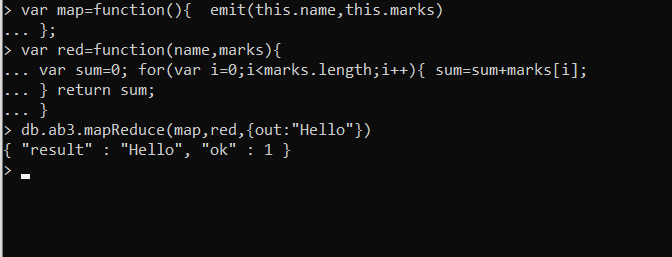 > var map=function(){  emit(this.name,this.marks)
... };
> var red=function(name,marks){
... var sum=0; for(var i=0;i<marks.length;i++){ sum=sum+marks[i];
... } return sum;
... }
> db.ab3.mapReduce(map,red,{out:"Hello"})
{ "result" : "Hello", "ok" : 1 }
>